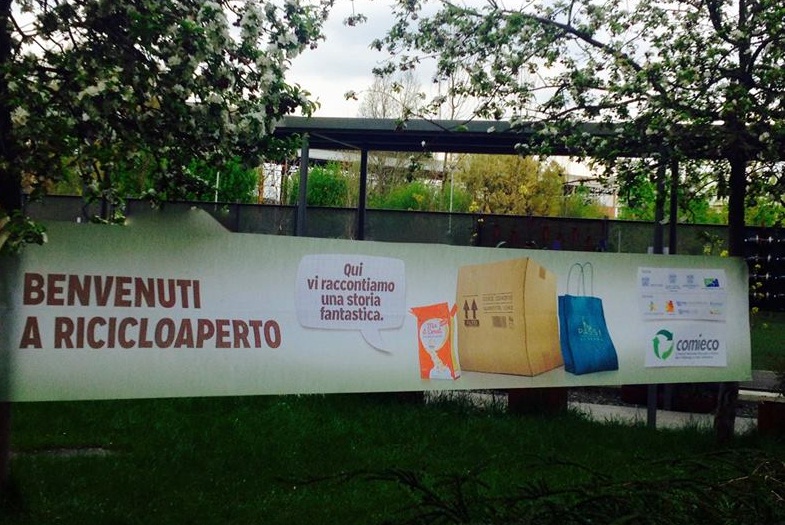 BENVENUTI
A RICICLOAPERTO
Qui
vi raccontiamo
una storia
fantastica.
comieco